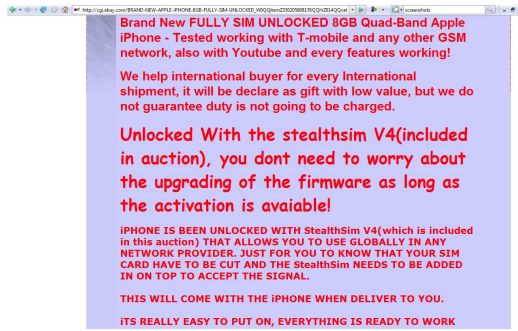 http://cgi.ebay.com/BRAND-NEW-APPLE-IPHONE-8GB-FULLY-SIM-UNLOCKED_W0QQitemZ330205808176QQihZ014QQcat
screenshots
Brand New FULLY SIM UNLOCKED 8GB Quad-Band Apple
iPhone - Tested working with T-mobile and any other GSM
network, also with Youtube and every features working!
We help international buyer for every International
shipment, it will be declare as gift with low value, but we do
not guarantee duty is not going to be charged.
Unlocked With the stealthsim V4(included
in auction), you dont need to worry about
the upgrading of the firmware as long as
the activation is avaiable!
iPHONE IS BEEN UNLOCKED WITH StealthSim V4(which is included
in this auction) THAT ALLOWS YOU TO USE GLOBALLY IN ANY
NETWORK PROVIDER. JUST FOR YOU TO KNOW THAT YOUR SIM
CARD HAVE TO BE CUT AND THE StealthSim NEEDS TO BE ADDED
IN ON TOP TO ACCEPT THE SIGNAL.
THIS WILL COME WITH THE iPHONE WHEN DELIVER TO YOU.
iTS REALLY EASY TO PUT ON, EVERYTHING IS READY TO WORK